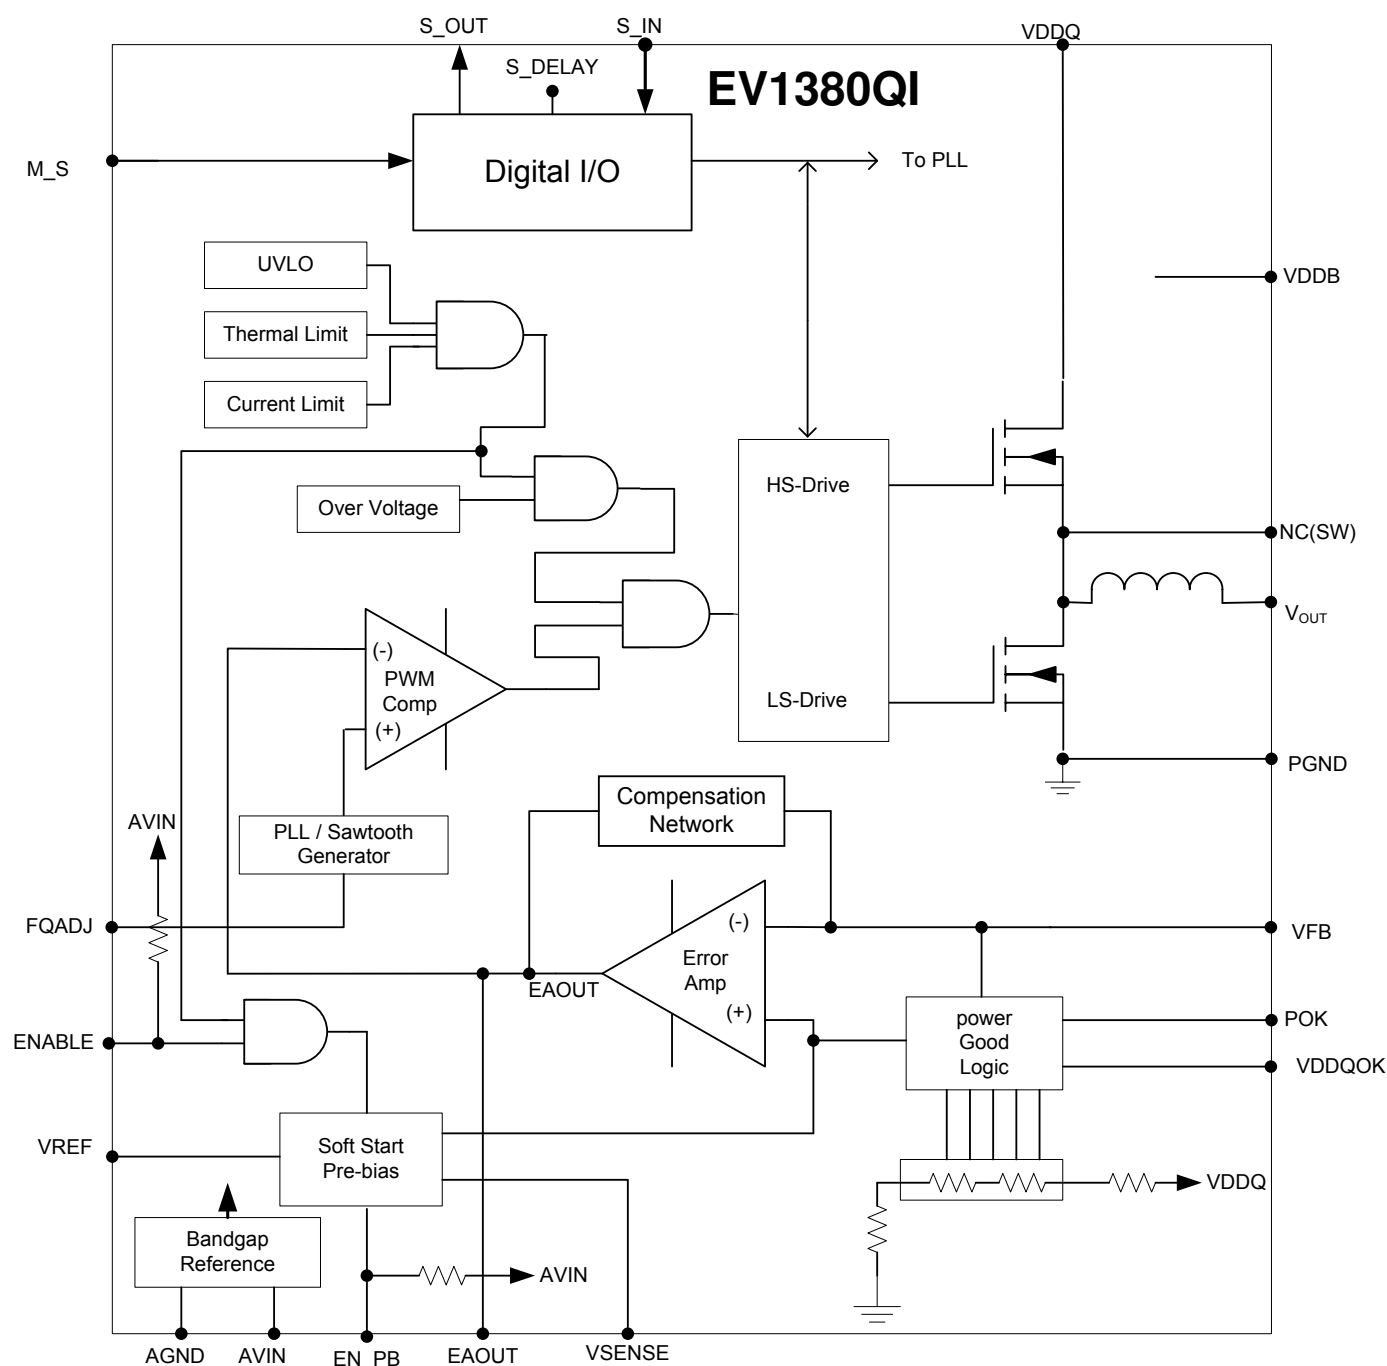 S_OUT
S_IN
VDDQ
S_DELAY
EV1380QI
M_S
Digital I/O
To PLL
UVLO
VDDB
Thermal Limit
Current Limit
HS-Drive
Over Voltage
NC(SW)
VOUT
(-)
PWM
Comp
(+)
LS-Drive
PGND
Compensation
Network
AVIN
PLL / Sawtooth
Generator
FQADJ
(-)
VFB
Error
Amp
EAOUT
(+)
power
Good
Logic
POK
ENABLE
VDDQOK
VREF
Soft Start
Pre-bias
VDDQ
Bandgap
Reference
AVIN
AGND
AVIN
EN_PB
EAOUT
VSENSE